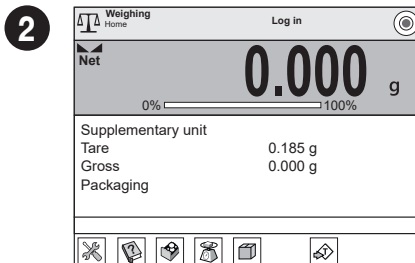 2
Weighing
Home
Log in
Net
0.000 g
0% 100%
Supplementary unit
Tare 0.185 g
Gross 0.000 g
Packaging